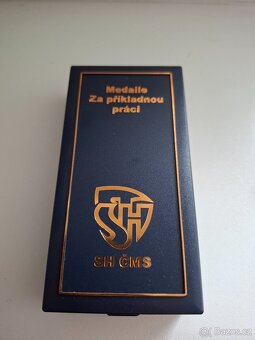 Medaile
Za příkladnou
práci
SH
SH ČMS
Bazos.cz